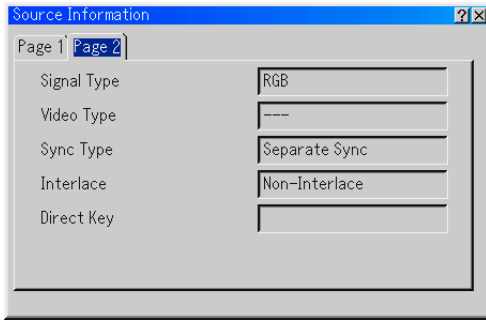 Source Information
Page 1 Page 2
Signal Type RGB
Video Type ---
Sync Type Separate Sync
Interlace Non-Interlace
Direct Key